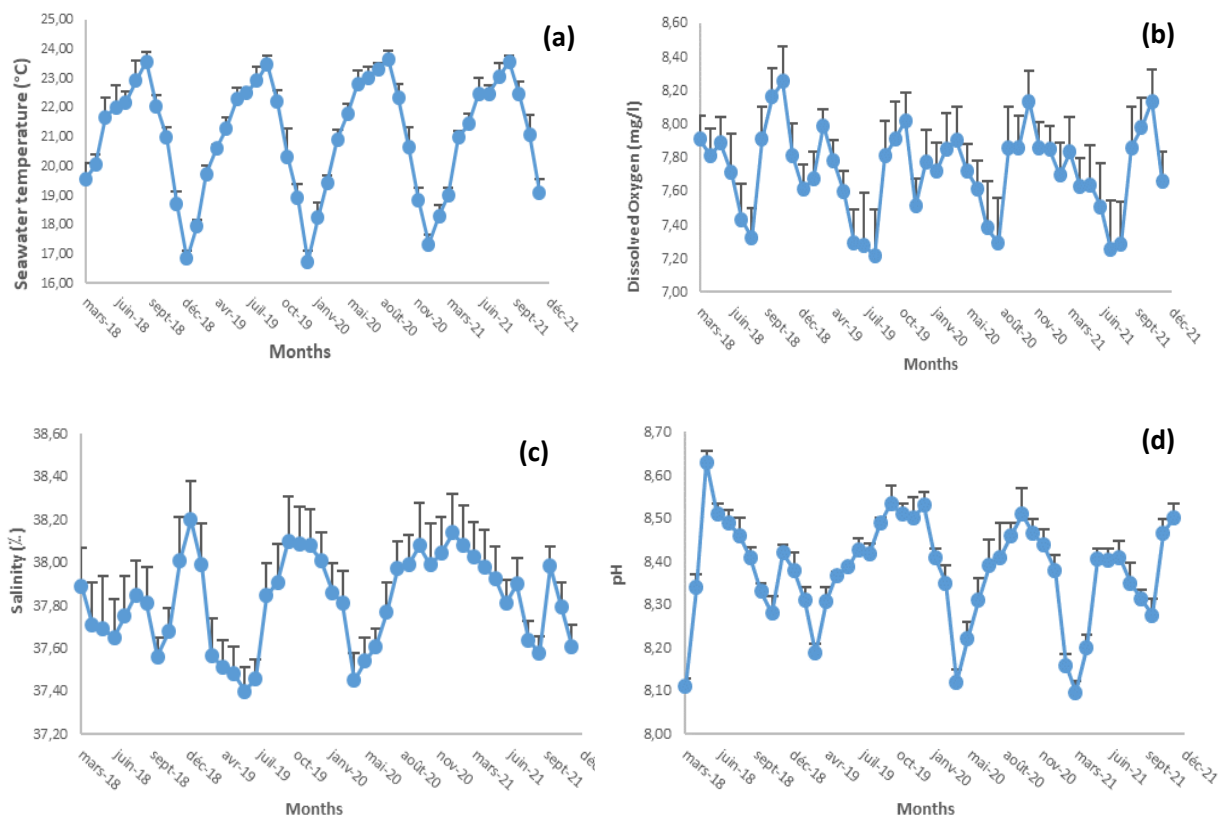 (a)
Seawater temperature (°C)
25,00
24,00
23,00
22,00
21,00
20,00
19,00
18,00
17,00
16,00
mars-18
juin-18
sept-18
déc-18
avr-19
juil-19
oct-19
janv-20
mai-20
août-20
nov-20
mars-21
juin-21
sept-21
déc-21
Months
(b)
Dissolved Oxygen (mg/l)
8,60
8,40
8,20
8,00
7,80
7,60
7,40
7,20
7,00
mars-18
juin-18
sept-18
déc-18
avr-19
juil-19
oct-19
janv-20
mai-20
août-20
nov-20
mars-21
juin-21
sept-21
déc-21
Months
(c)
Salinity (٪)
38,60
38,40
38,20
38,00
37,80
37,60
37,40
37,20
mars-18
juin-18
sept-18
déc-18
avr-19
juil-19
oct-19
janv-20
mai-20
août-20
nov-20
mars-21
juin-21
sept-21
Months
(d)
pH
8,70
8,60
8,50
8,40
8,30
8,20
8,10
8,00
mars-18
juin-18
sept-18
déc-18
avr-19
juil-19
oct-19
janv-20
mai-20
août-20
nov-20
mars-21
juin-21
sept-21
déc-21
Months